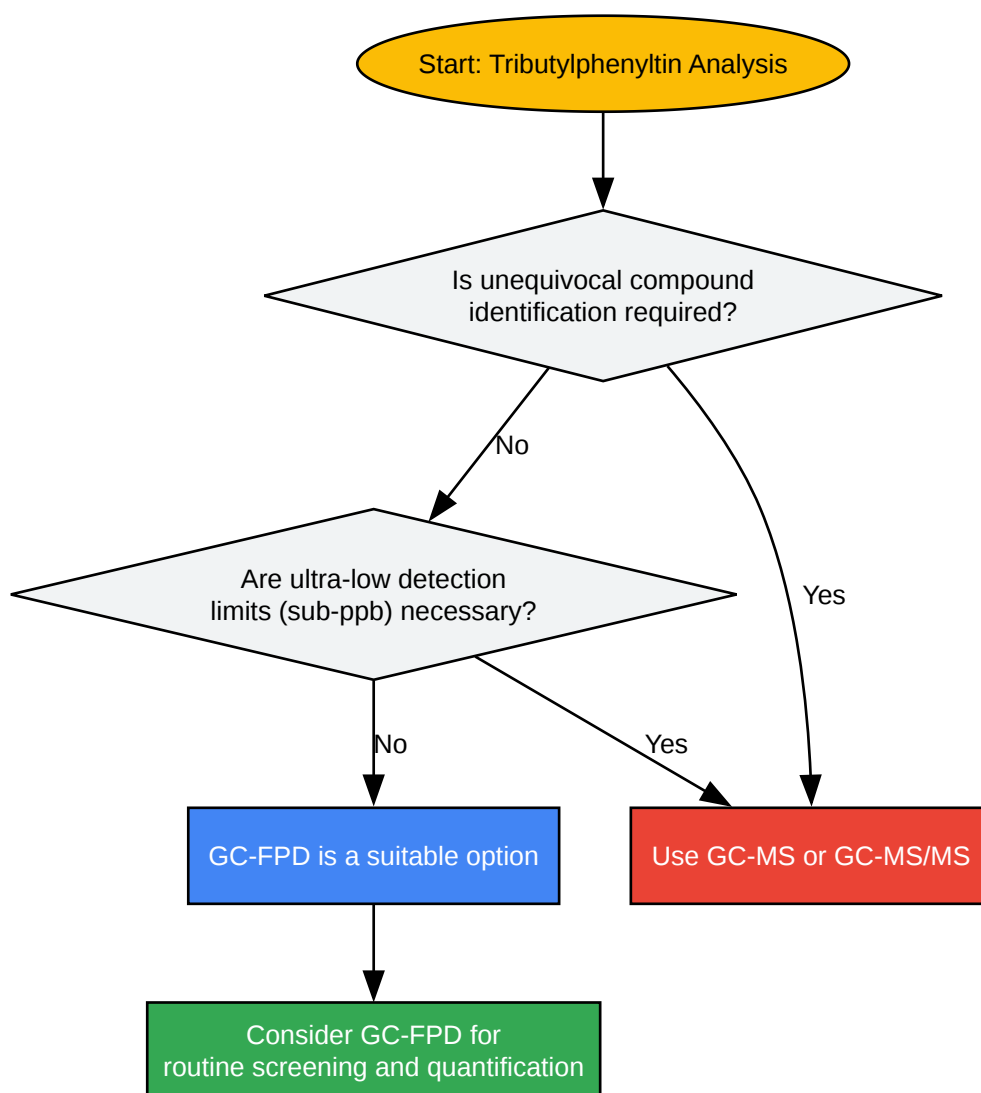 Start: Tributylphenyltin Analysis
Is unequivocal compound
identification required?
No
Are ultra-low detection
limits (sub-ppb) necessary?
Yes
No
Yes
GC-FPD is a suitable option
Use GC-MS or GC-MS/MS
Consider GC-FPD for
routine screening and quantification